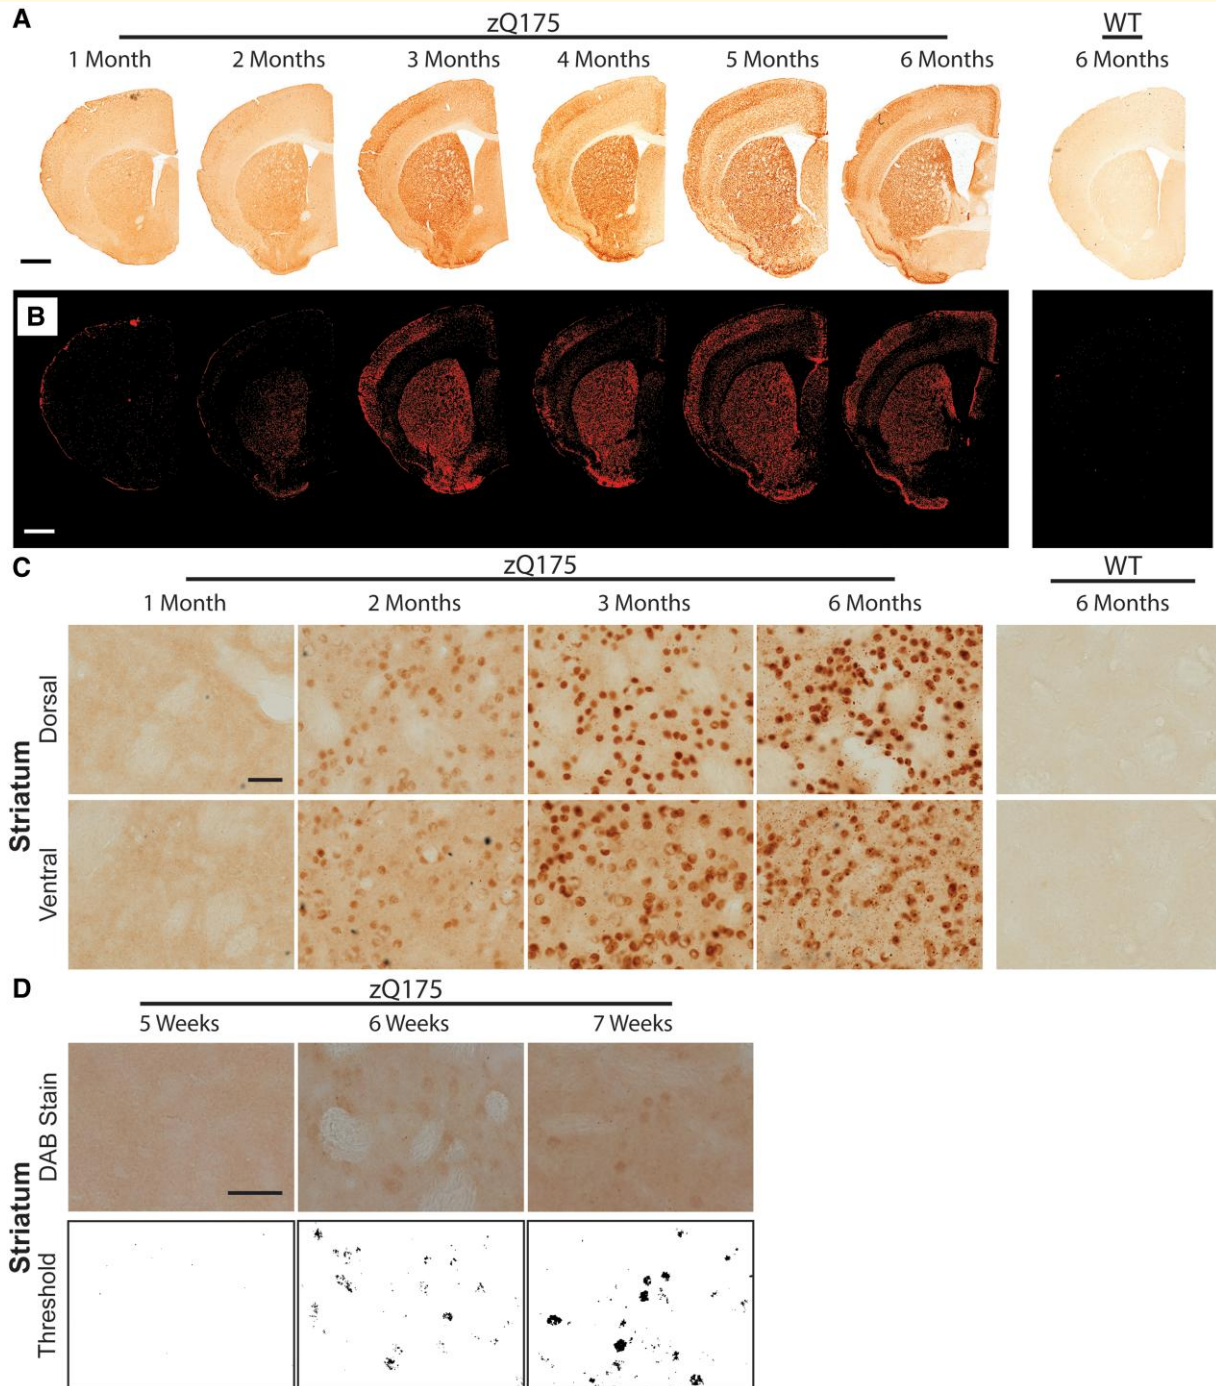 A
zQ175
WT
1 Month 2 Months 3 Months 4 Months 5 Months 6 Months 6 Months
B
C
zQ175
WT
1 Month 2 Months 3 Months 6 Months 6 Months
Striatum
Dorsal
Ventral
D
zQ175
5 Weeks 6 Weeks 7 Weeks
Striatum
DAB Stain
Threshold